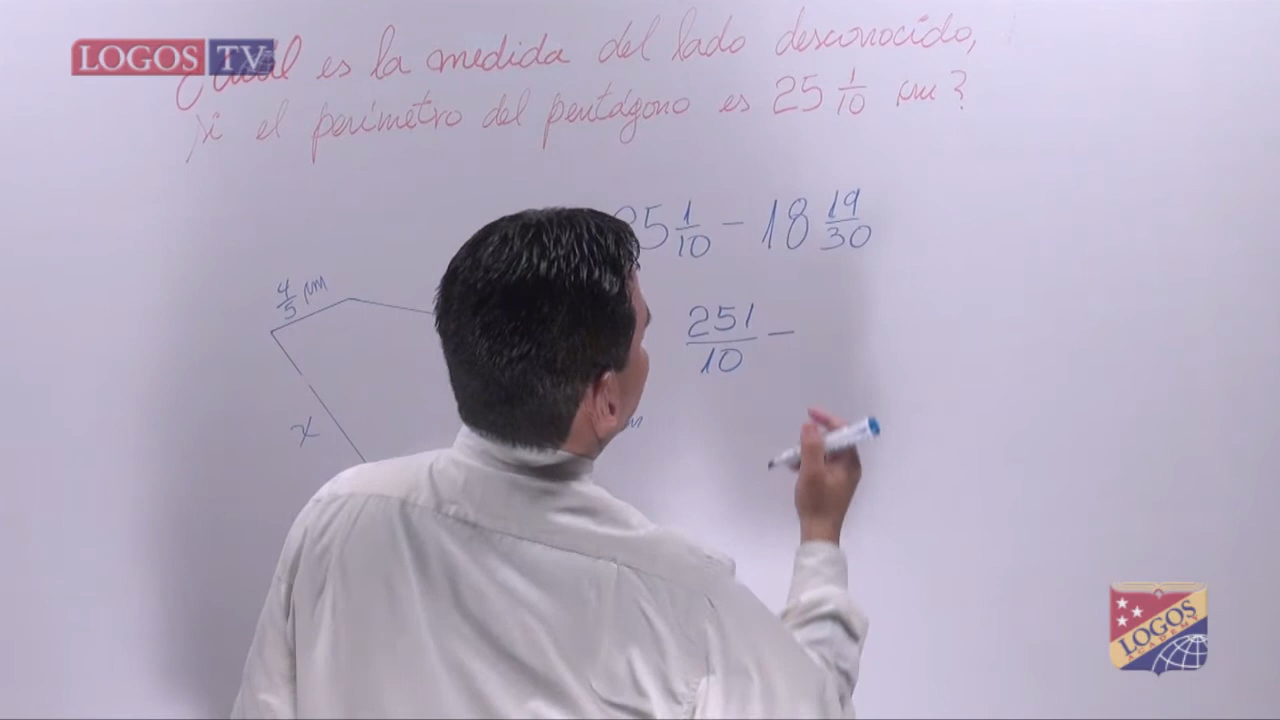 LOGOS TV
¿Cuál es la medida del lado desconocido,
si el perímetro del pentágono es 25 1/10 cm?
25 1/10 - 18 19/30
4/5 cm
251/10 -
x
m
LOGOS
ACADEMY